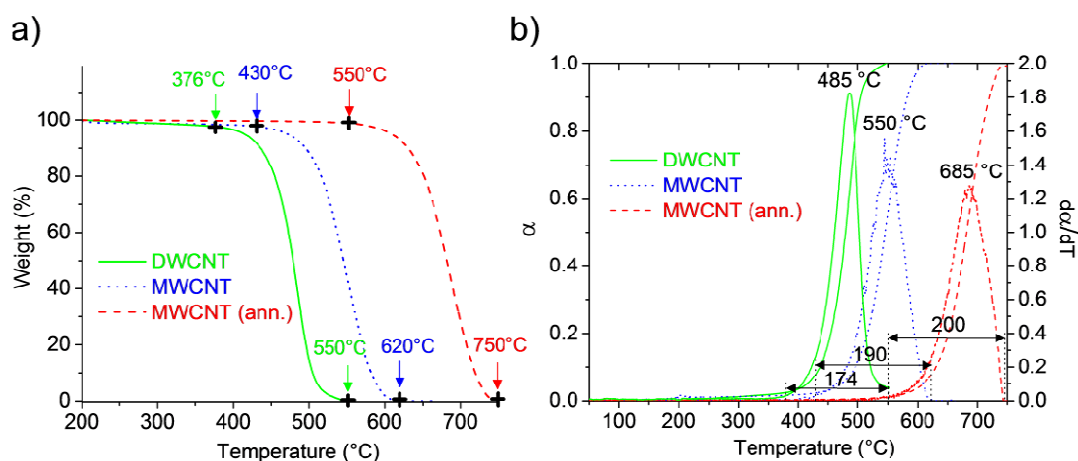 a)
376°C
430°C
550°C
100
80
60
40
20
0
Weight (%)
DWCNT
MWCNT
MWCNT (ann.)
550°C
620°C
750°C
200
300
400
500
600
700
Temperature (°C)
b)
1.0
0.8
0.6
0.4
0.2
0.0
α
485 °C
550 °C
685 °C
DWCNT
MWCNT
MWCNT (ann.)
200
190
174
2.0
1.8
1.6
1.4
1.2
1.0
0.8
0.6
0.4
0.2
0.0
dα/dT
100
200
300
400
500
600
700
Temperature (°C)